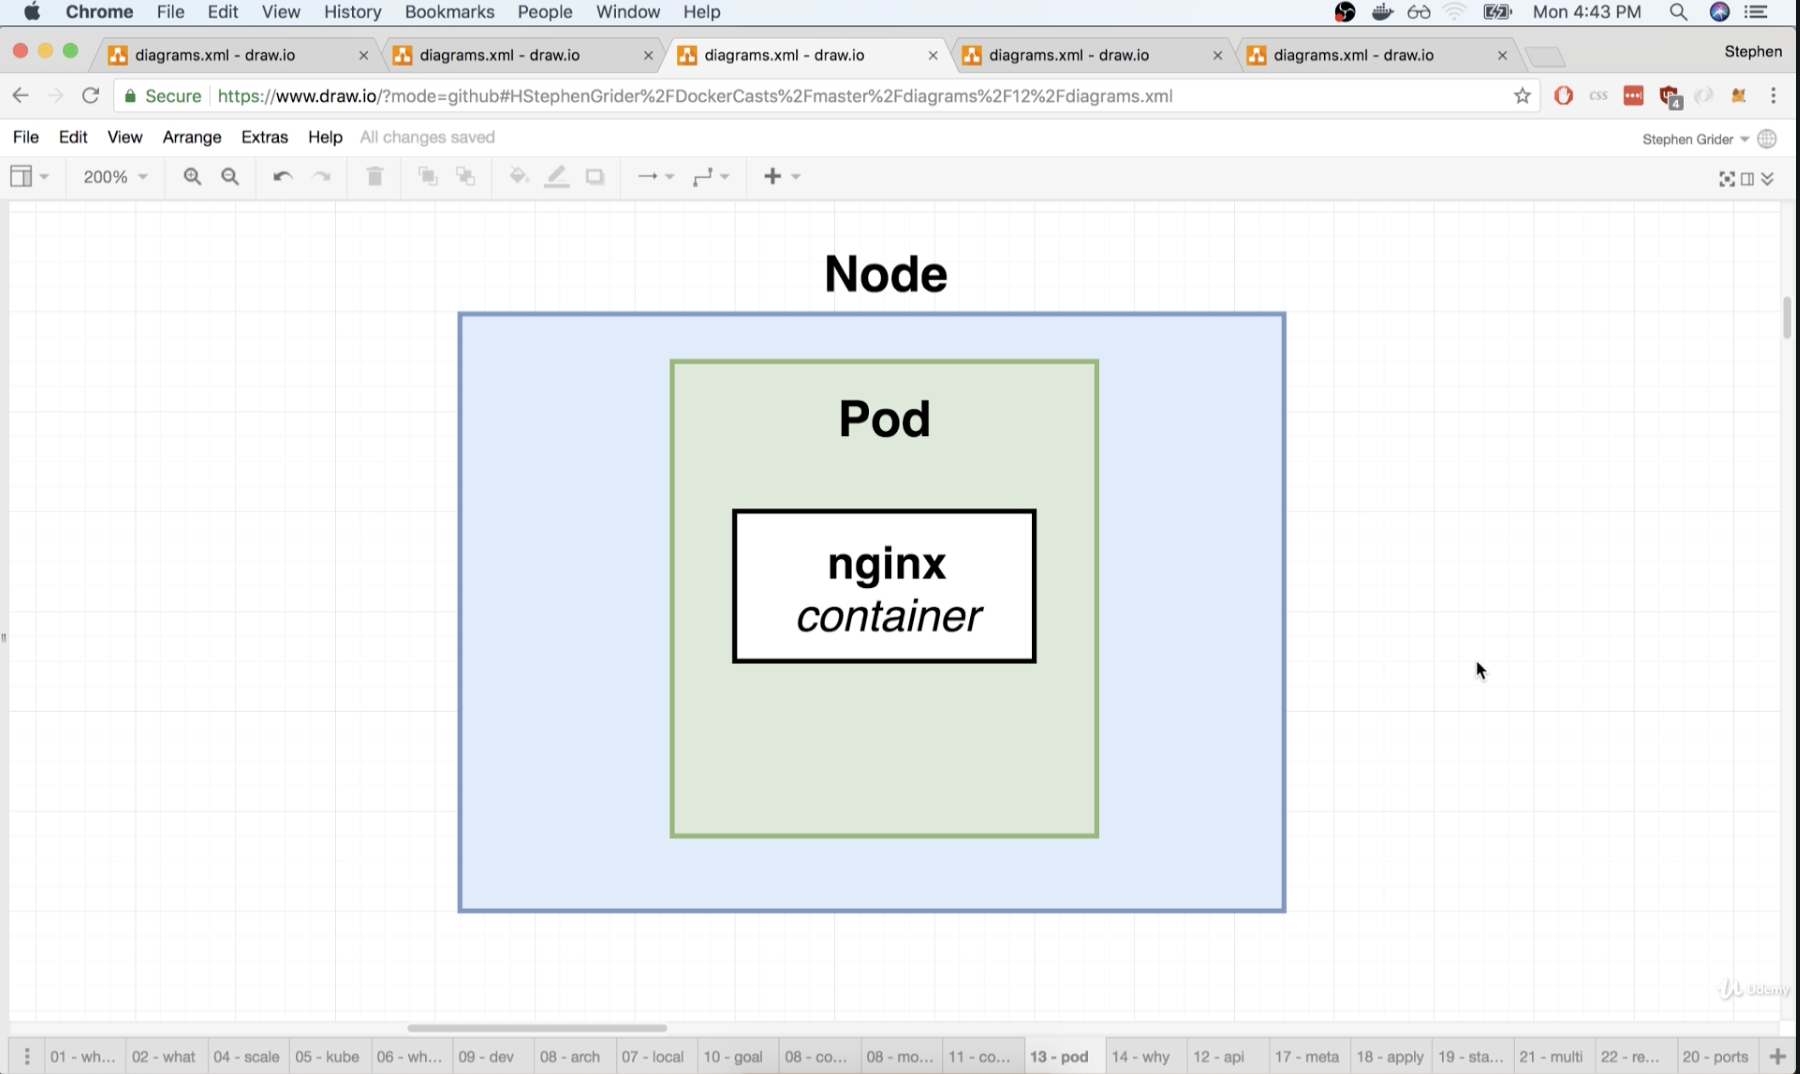 Chrome File Edit View History Bookmarks People Window Help Mon 4:43 PM
diagrams.xml - draw.io diagrams.xml - draw.io diagrams.xml - draw.io diagrams.xml - draw.io diagrams.xml - draw.io Stephen
Secure https://www.draw.io/?mode=github#HStephenGrider%2FDockerCasts%2Fmaster%2Fdiagrams%2F12%2Fdiagrams.xml css 4
File Edit View Arrange Extras Help All changes saved Stephen Grider
200%
Node
Pod
nginx
container
Udemy
01 - wh... 02 - what 04 - scale 05 - kube 06 - wh... 09 - dev 08 - arch 07 - local 10 - goal 08 - co... 08 - mo... 11 - co... 13 - pod 14 - why 12 - api 17 - meta 18 - apply 19 - sta... 21 - multi 22 - re... 20 - ports